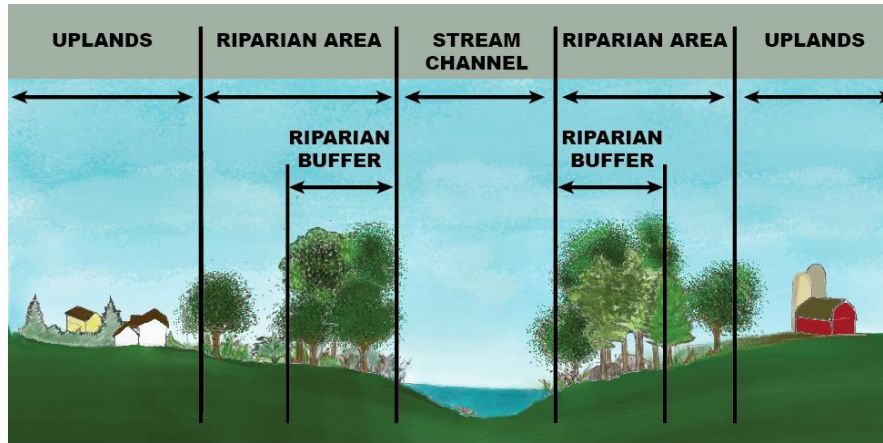 UPLANDS
RIPARIAN AREA
STREAM
CHANNEL
RIPARIAN AREA
UPLANDS
RIPARIAN
BUFFER
RIPARIAN
BUFFER